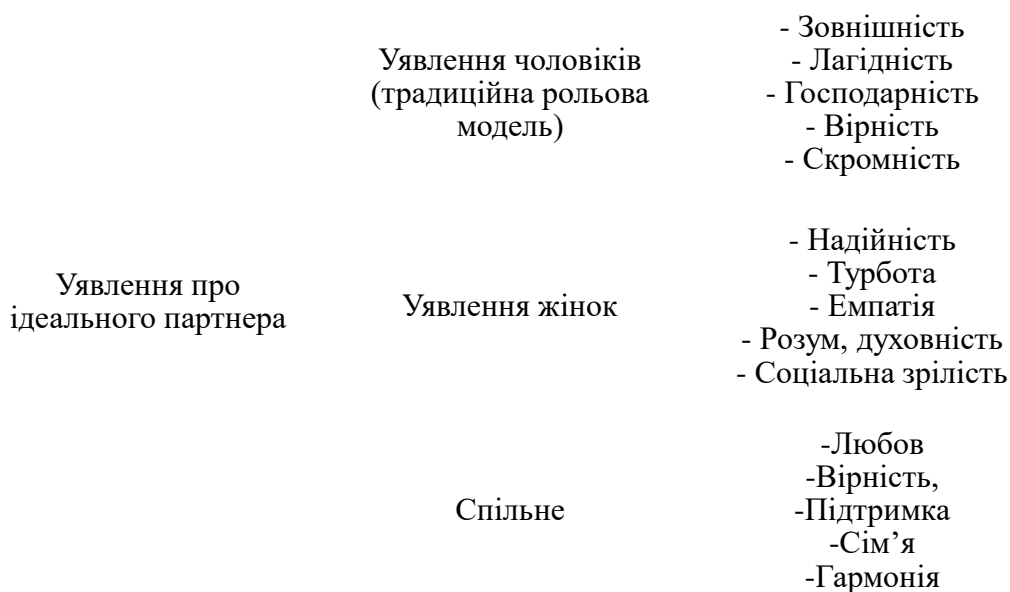 Уявлення про
ідеального партнера
Уявлення чоловіків
(традиційна рольова
модель)
- Зовнішність
- Лагідність
- Господарність
- Вірність
- Скромність
Уявлення жінок
- Надійність
- Турбота
- Емпатія
- Розум, духовність
- Соціальна зрілість
Спільне
-Любов
-Вірність,
-Підтримка
-Сім’я
-Гармонія